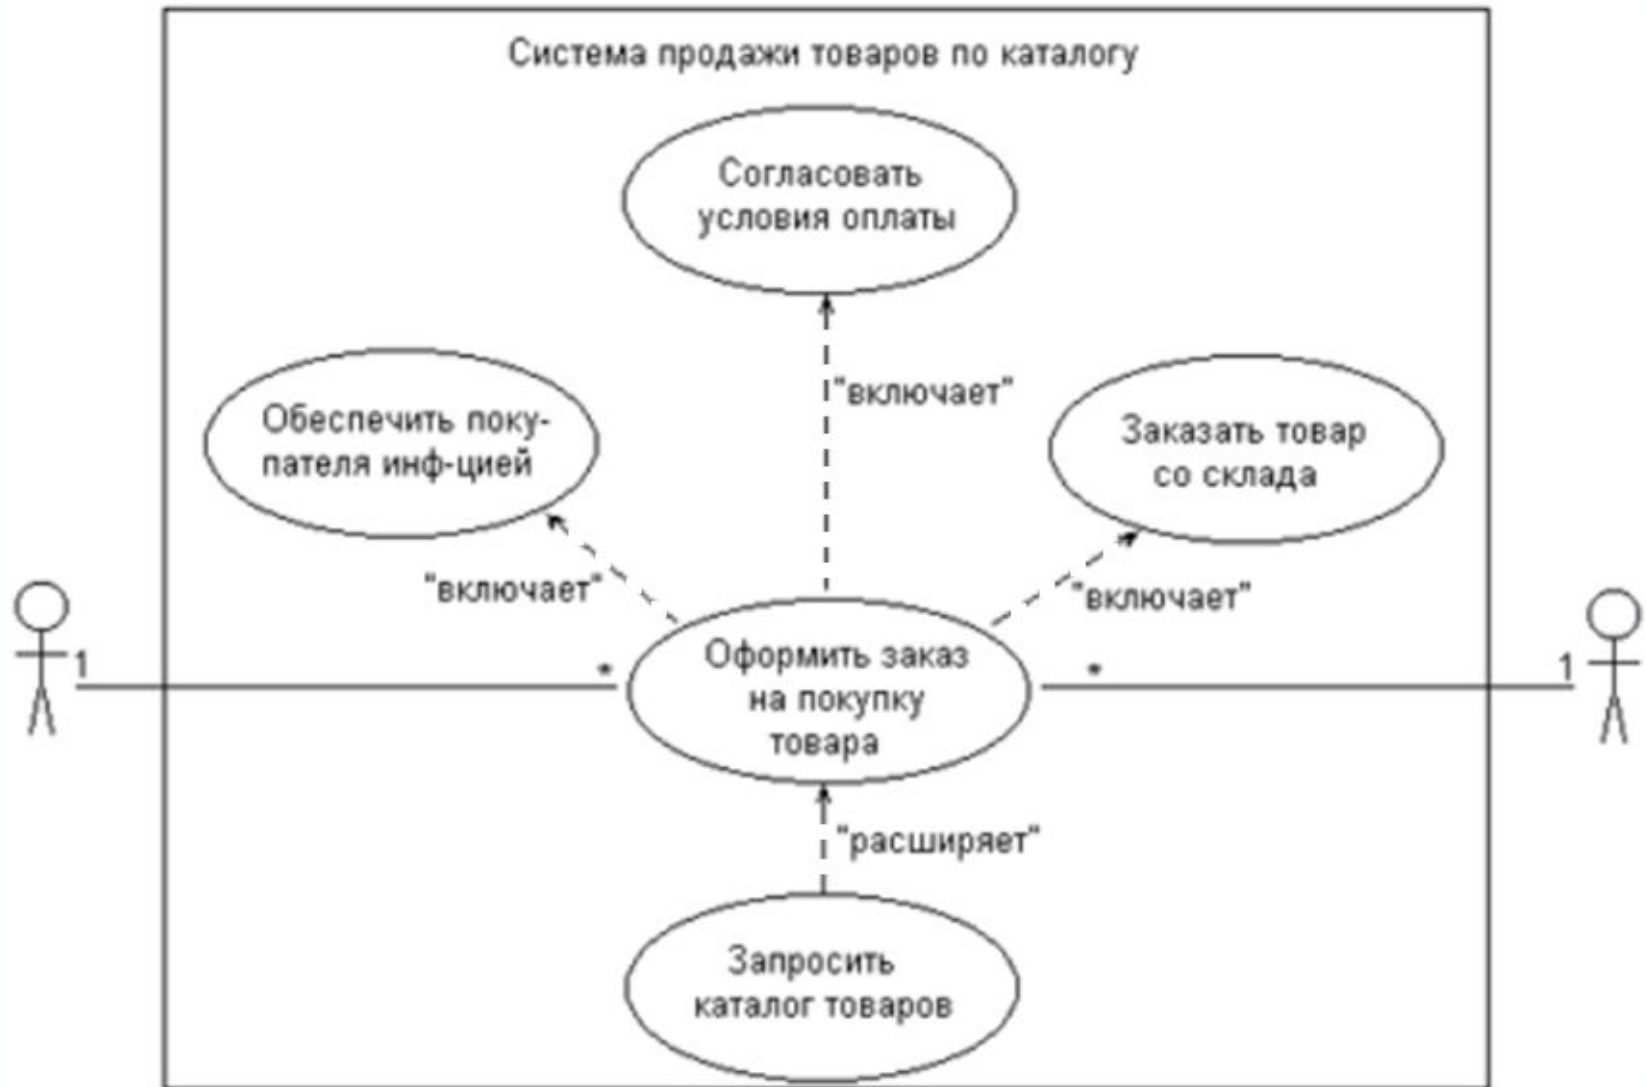 Система продажи товаров по каталогу
Согласовать
условия оплаты
"включает"
Обеспечить поку-
пателя инф-цией
Заказать товар
со склада
"включает"
"включает"
1
*
Оформить заказ
на покупку
товара
*
1
"расширяет"
Запросить
каталог товаров